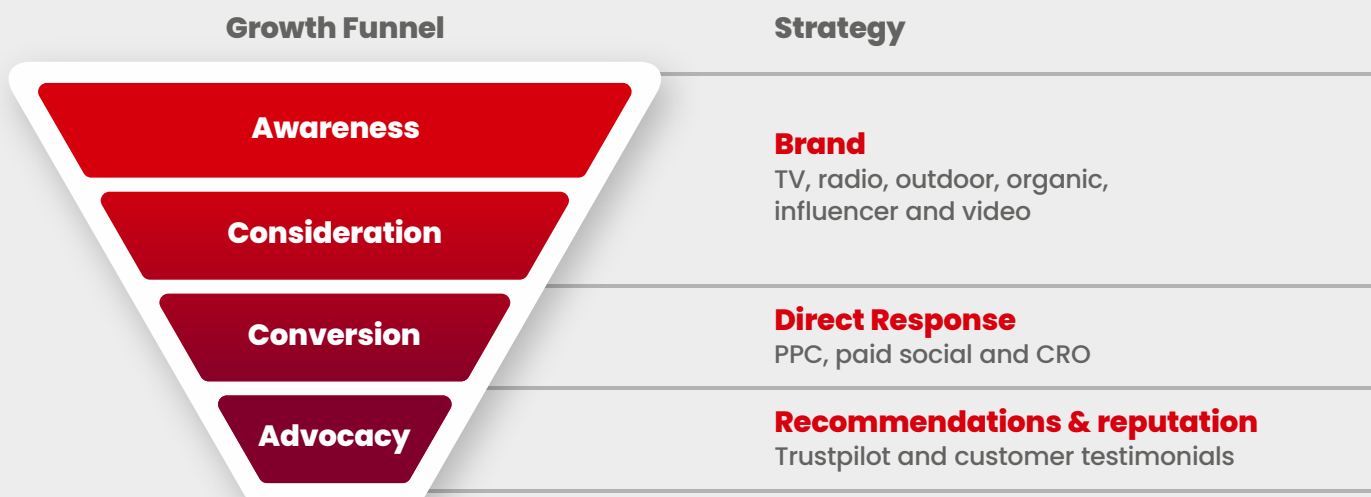 Growth Funnel
Strategy
Awareness
Consideration
Brand
TV, radio, outdoor, organic,
influencer and video
Conversion
Direct Response
PPC, paid social and CRO
Advocacy
Recommendations & reputation
Trustpilot and customer testimonials